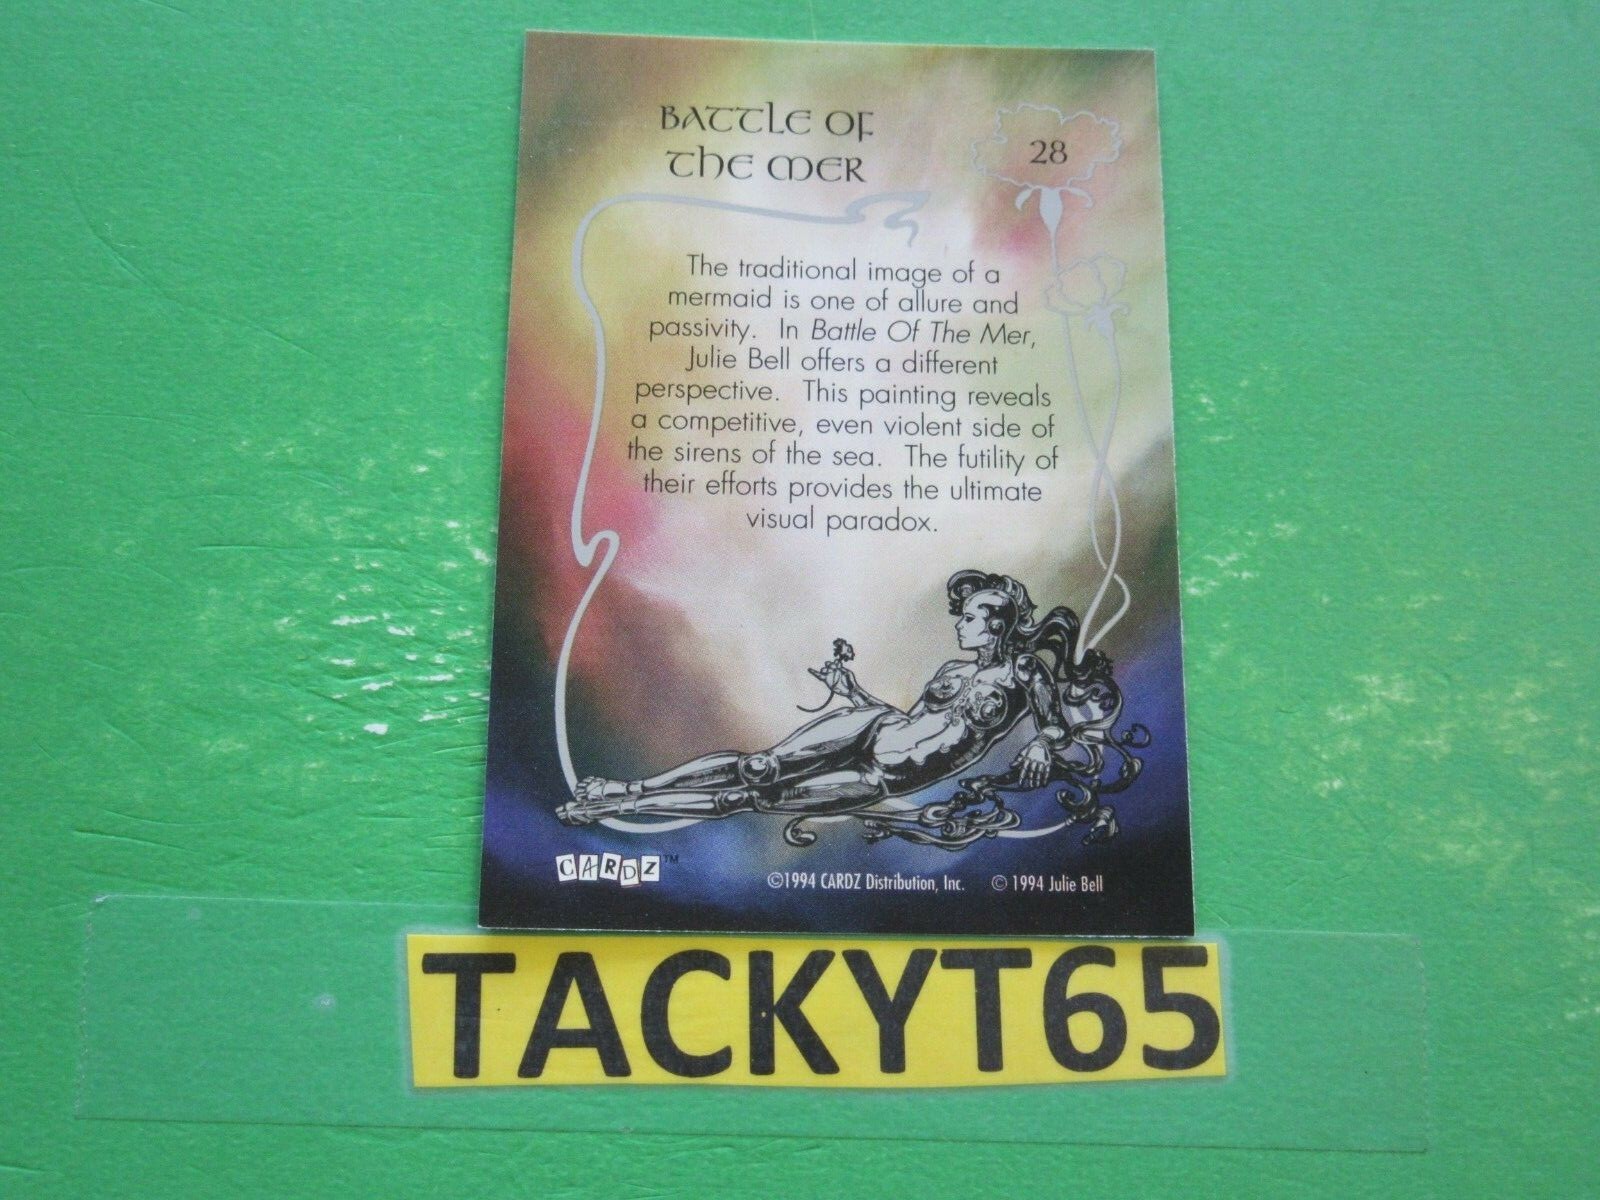 BATTLE OF
THE MER
28
The traditional image of a
mermaid is one of allure and
passivity. In Battle Of The Mer,
Julie Bell offers a different
perspective. This painting reveals
a competitive, even violent side of
the sirens of the sea. The futility of
their efforts provides the ultimate
visual paradox.
CARDZ™
©1994 CARDZ Distribution, Inc. © 1994 Julie Bell
TACKYT65